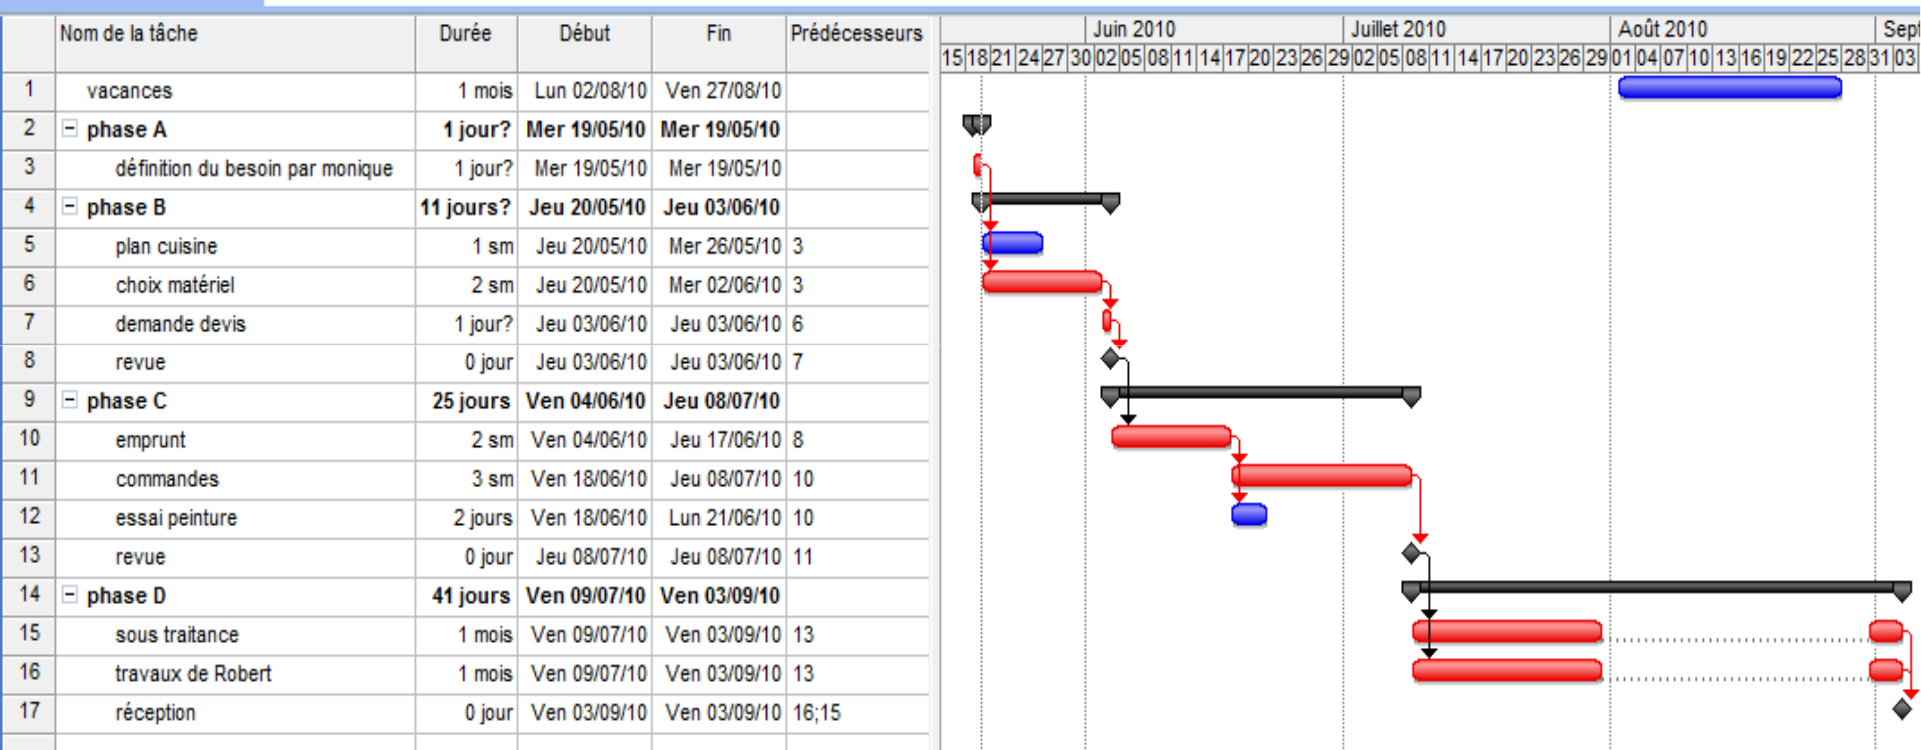 Nom de la tâche Durée Début Fin Prédécesseurs Juin 2010 Juillet 2010 Août 2010 Sept
15 18 21 24 27 30 02 05 08 11 14 17 20 23 26 29 02 05 08 11 14 17 20 23 26 29 01 04 07 10 13 16 19 22 25 28 31 03
1 vacances 1 mois Lun 02/08/10 Ven 27/08/10
2 phase A 1 jour? Mer 19/05/10 Mer 19/05/10
3 définition du besoin par monique 1 jour? Mer 19/05/10 Mer 19/05/10
4 phase B 11 jours? Jeu 20/05/10 Jeu 03/06/10
5 plan cuisine 1 sm Jeu 20/05/10 Mer 26/05/10 3
6 choix matériel 2 sm Jeu 20/05/10 Mer 02/06/10 3
7 demande devis 1 jour? Jeu 03/06/10 Jeu 03/06/10 6
8 revue 0 jour Jeu 03/06/10 Jeu 03/06/10 7
9 phase C 25 jours Ven 04/06/10 Jeu 08/07/10
10 emprunt 2 sm Ven 04/06/10 Jeu 17/06/10 8
11 commandes 3 sm Ven 18/06/10 Jeu 08/07/10 10
12 essai peinture 2 jours Ven 18/06/10 Lun 21/06/10 10
13 revue 0 jour Jeu 08/07/10 Jeu 08/07/10 11
14 phase D 41 jours Ven 09/07/10 Ven 03/09/10
15 sous traitance 1 mois Ven 09/07/10 Ven 03/09/10 13
16 travaux de Robert 1 mois Ven 09/07/10 Ven 03/09/10 13
17 réception 0 jour Ven 03/09/10 Ven 03/09/10 16;15